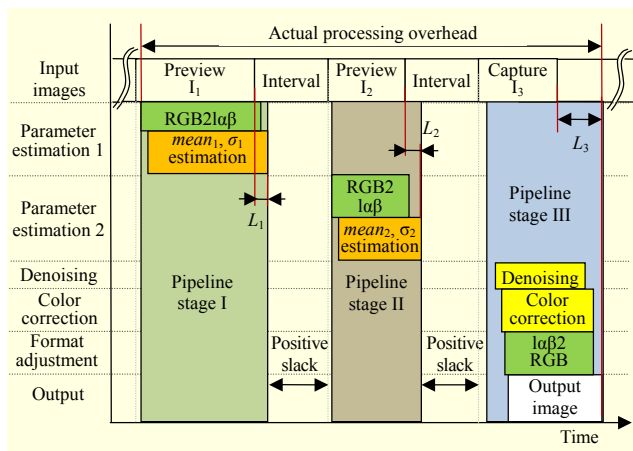 Actual processing overhead
Input
images
Preview
I₁
Interval
Preview
I₂
Interval
Capture
I₃
Parameter
estimation 1
RGB2lαβ
mean₁, σ₁
estimation
L₁
L₂
L₃
Parameter
estimation 2
RGB2
lαβ
mean₂, σ₂
estimation
Pipeline
stage I
Pipeline
stage II
Pipeline
stage III
Denoising
Denoising
Color
correction
Color
correction
Format
adjustment
Positive
slack
Positive
slack
lαβ2
RGB
Output
Output
image
Time